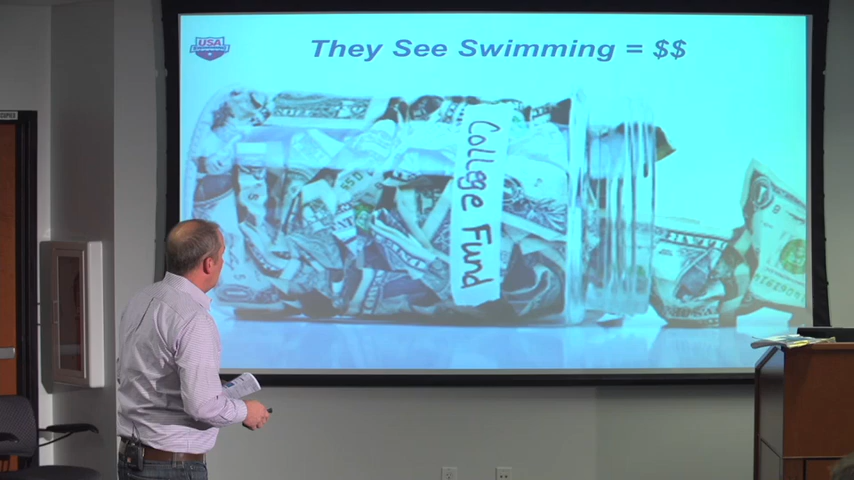 USA
They See Swimming = $$
College Fund